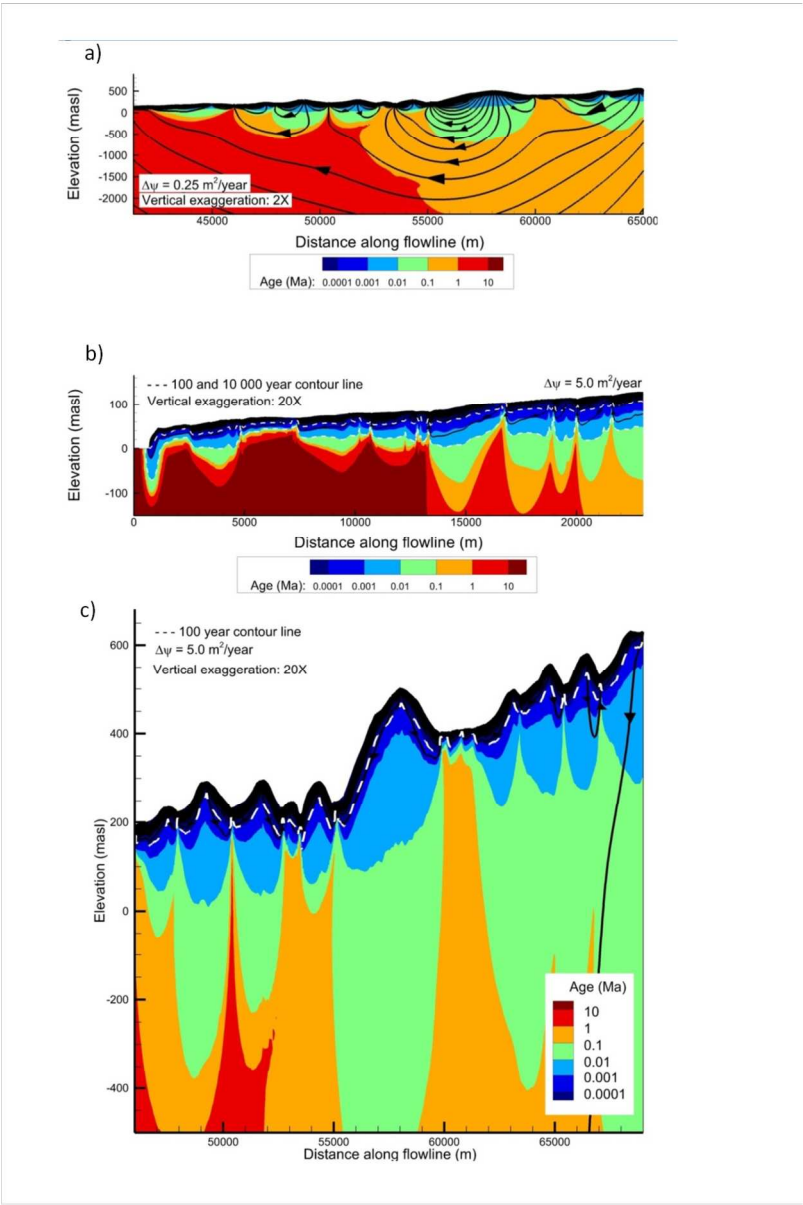 a)
500
0
-500
-1000
-1500
-2000
Elevation (masl)
Δψ = 0.25 m²/year
Vertical exaggeration: 2X
45000 50000 55000 60000 65000
Distance along flowline (m)
Age (Ma): 0.0001 0.001 0.01 0.1 1 10
b)
--- 100 and 10 000 year contour line
Δψ = 5.0 m²/year
Vertical exaggeration: 20X
100
0
-100
Elevation (masl)
0 5000 10000 15000 20000
Distance along flowline (m)
Age (Ma): 0.0001 0.001 0.01 0.1 1 10
c)
--- 100 year contour line
Δψ = 5.0 m²/year
Vertical exaggeration: 20X
600
400
200
0
-200
-400
Elevation (masl)
Age (Ma)
10
1
0.1
0.01
0.001
0.0001
50000 55000 60000 65000
Distance along flowline (m)